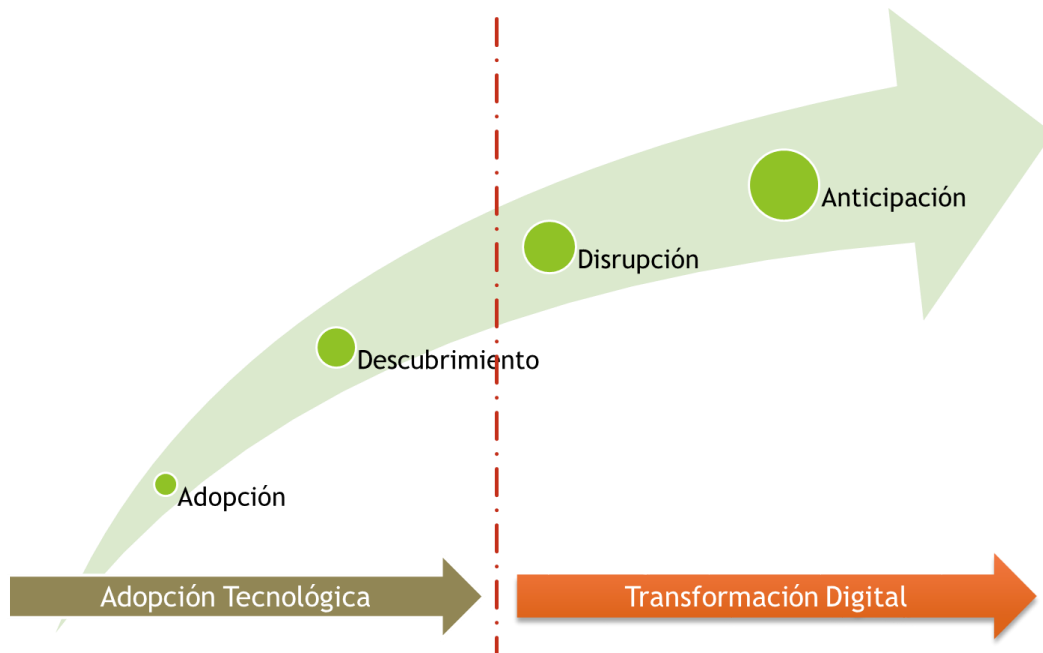 Anticipación
Disrupción
Descubrimiento
Adopción
Adopción Tecnológica
Transformación Digital